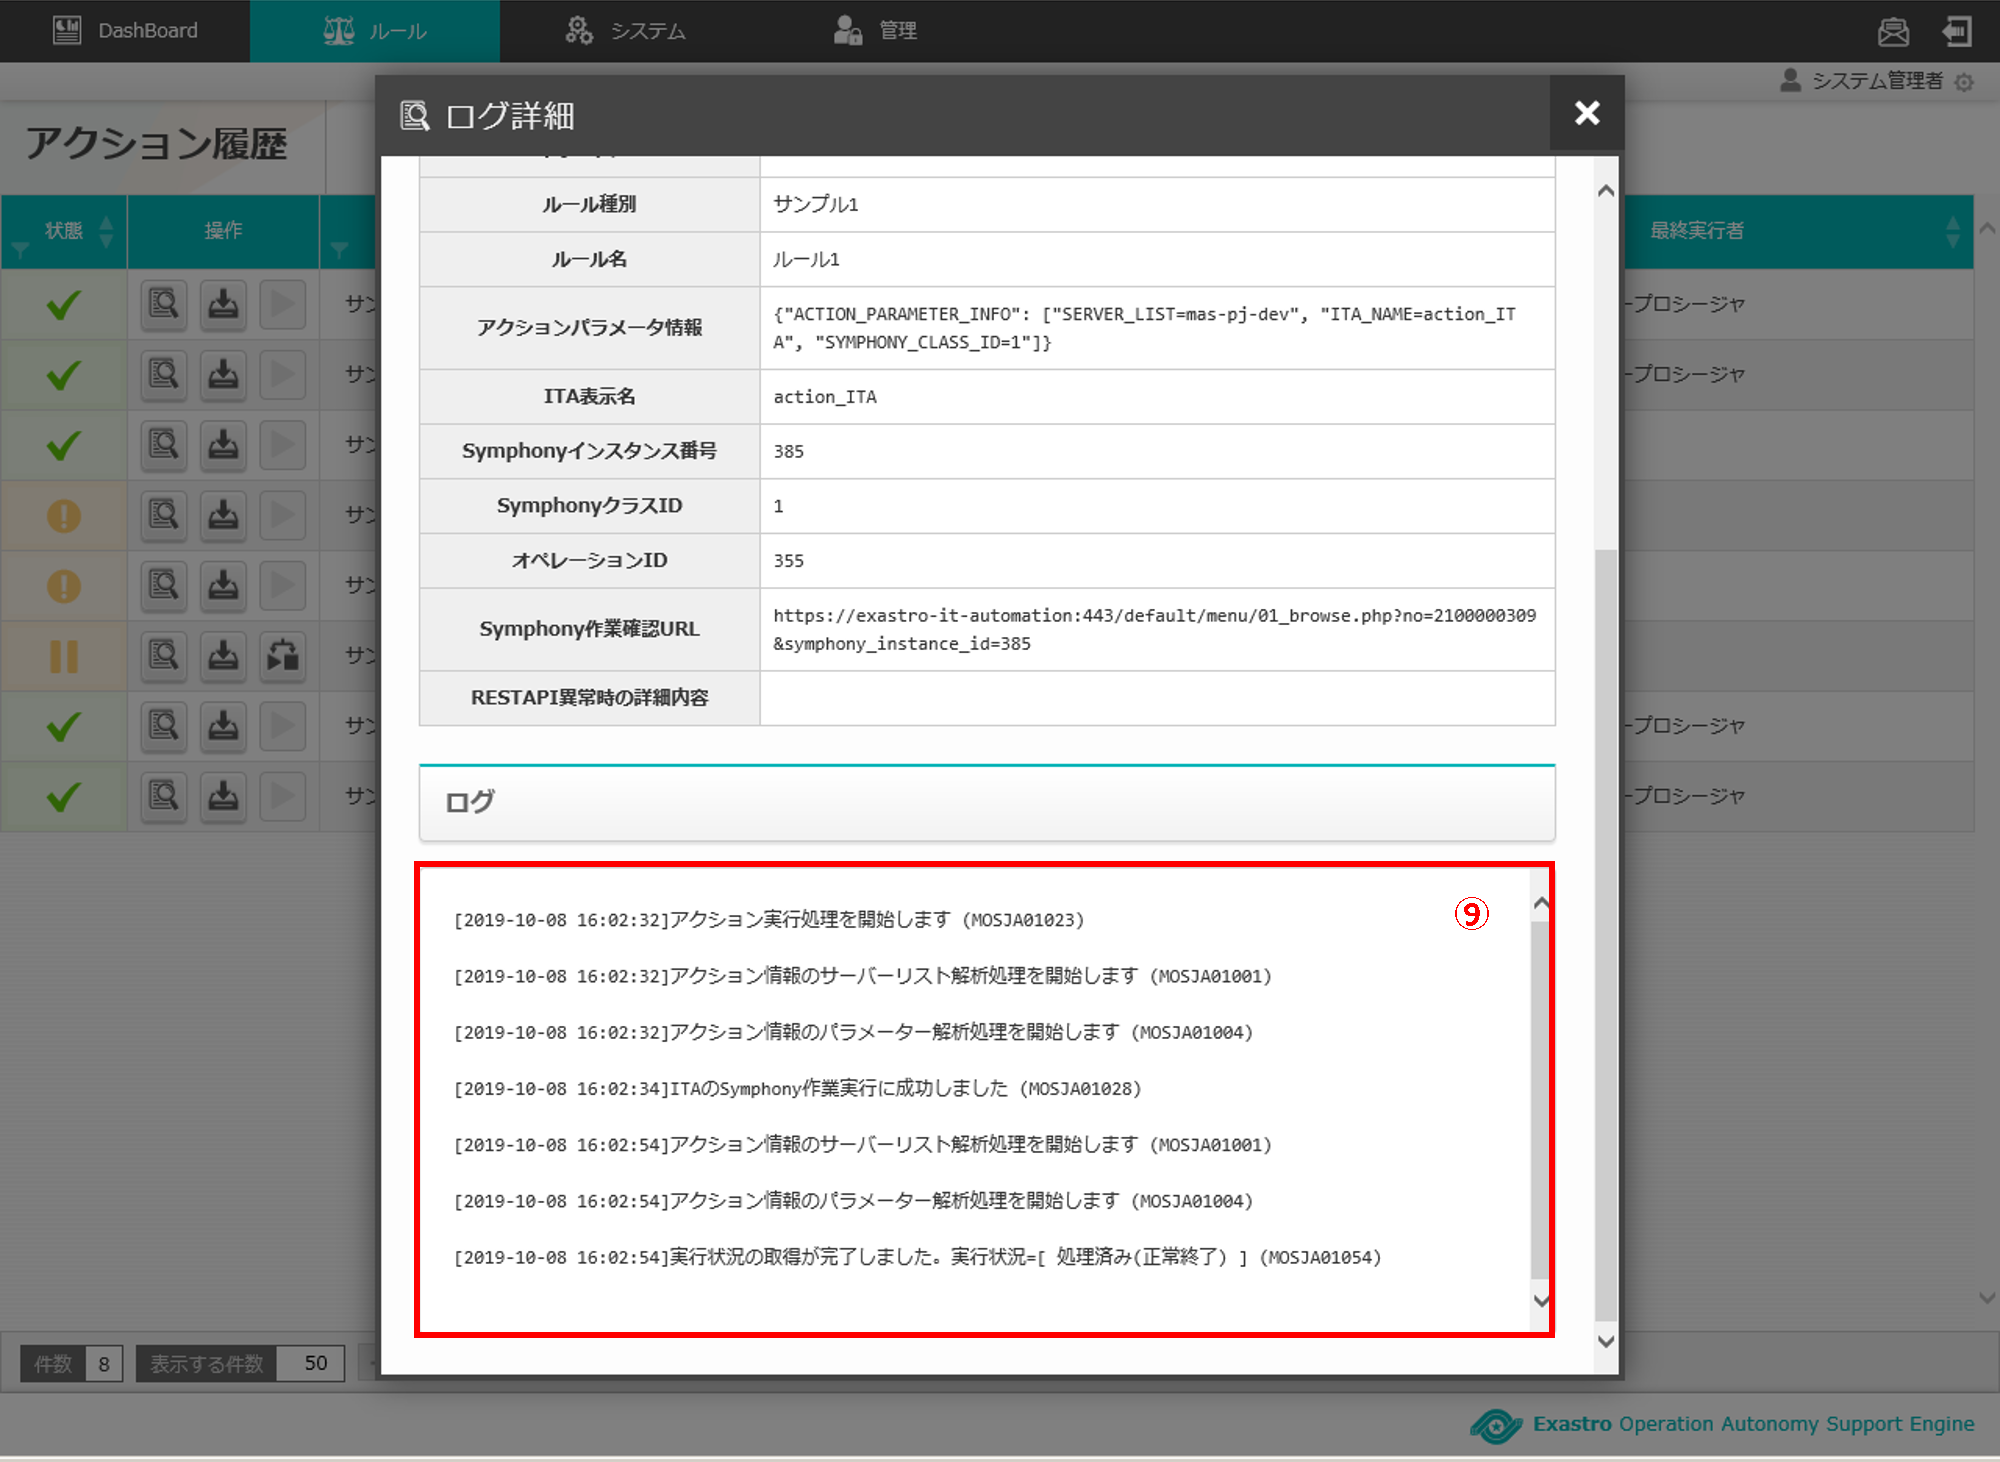 DashBoard
ルール
システム
管理
システム管理者
アクション履歴
ログ詳細
状態
操作
最終実行者
ルール種別
サンプル1
ルール名
ルール1
アクションパラメータ情報
{"ACTION_PARAMETER_INFO": ["SERVER_LIST=mas-pj-dev", "ITA_NAME=action_IT
A", "SYMPHONY_CLASS_ID=1"]}
ITA表示名
action_ITA
Symphonyインスタンス番号
385
SymphonyクラスID
1
オペレーションID
355
Symphony作業確認URL
https://exastro-it-automation:443/default/menu/01_browse.php?no=2100000309
&symphony_instance_id=385
RESTAPI異常時の詳細内容
サン
ープロシージャ
サン
ープロシージャ
サン
サン
サン
サン
サン
ープロシージャ
サン
ープロシージャ
ログ
⑨
[2019-10-08 16:02:32]アクション実行処理を開始します (MOSJA01023)
[2019-10-08 16:02:32]アクション情報のサーバーリスト解析処理を開始します (MOSJA01001)
[2019-10-08 16:02:32]アクション情報のパラメーター解析処理を開始します (MOSJA01004)
[2019-10-08 16:02:34]ITAのSymphony作業実行に成功しました (MOSJA01028)
[2019-10-08 16:02:54]アクション情報のサーバーリスト解析処理を開始します (MOSJA01001)
[2019-10-08 16:02:54]アクション情報のパラメーター解析処理を開始します (MOSJA01004)
[2019-10-08 16:02:54]実行状況の取得が完了しました。実行状況=[ 処理済み(正常終了) ] (MOSJA01054)
件数 8 表示する件数 50
Exastro Operation Autonomy Support Engine